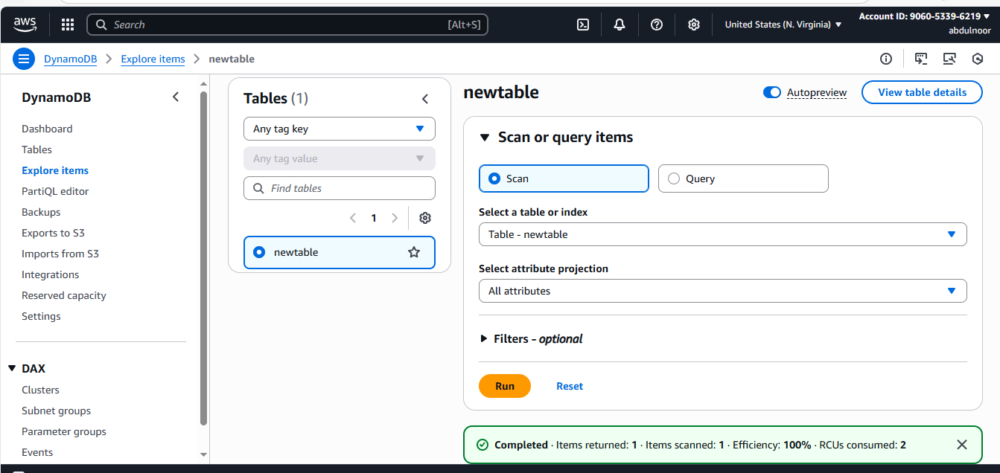 aws
Search [Alt+S]
United States (N. Virginia)
Account ID: 9060-5339-6219
abdulnoor
DynamoDB
Explore items
newtable
DynamoDB
Dashboard
Tables
Explore items
PartiQL editor
Backups
Exports to S3
Imports from S3
Integrations
Reserved capacity
Settings
DAX
Clusters
Subnet groups
Parameter groups
Events
Tables (1)
Any tag key
Any tag value
Find tables
1
newtable
newtable
Autopreview
View table details
Scan or query items
Scan
Query
Select a table or index
Table - newtable
Select attribute projection
All attributes
Filters - optional
Run
Reset
Completed · Items returned: 1 · Items scanned: 1 · Efficiency: 100% · RCUs consumed: 2